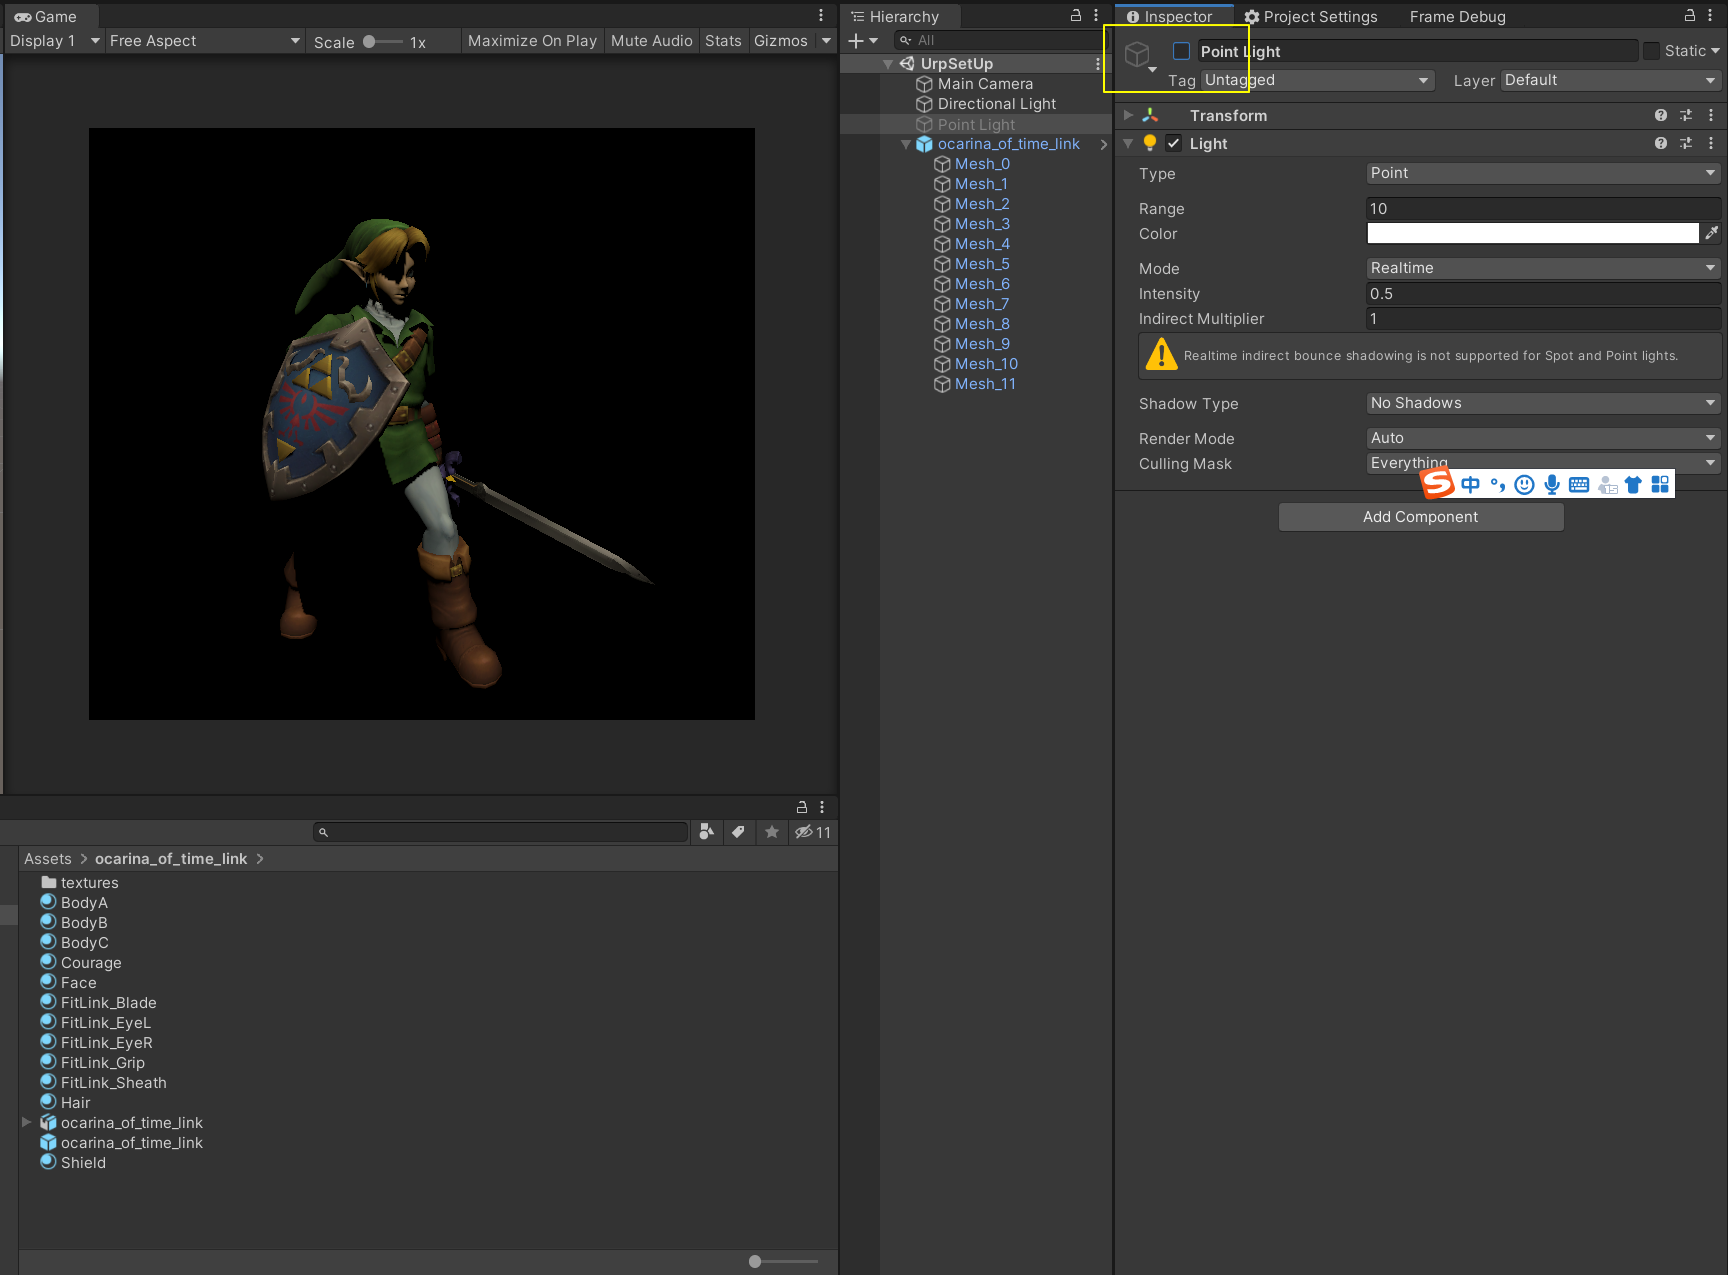 Game
Display 1 Free Aspect Scale 1x Maximize On Play Mute Audio Stats Gizmos
11
Assets > ocarina_of_time_link >
textures
BodyA
BodyB
BodyC
Courage
Face
FitLink_Blade
FitLink_EyeL
FitLink_EyeR
FitLink_Grip
FitLink_Sheath
Hair
ocarina_of_time_link
ocarina_of_time_link
Shield
Hierarchy
All
UrpSetUp
Main Camera
Directional Light
Point Light
ocarina_of_time_link
Mesh_0
Mesh_1
Mesh_2
Mesh_3
Mesh_4
Mesh_5
Mesh_6
Mesh_7
Mesh_8
Mesh_9
Mesh_10
Mesh_11
Inspector Project Settings Frame Debug
Point Light Static
Tag Untagged Layer Default
Transform
Light
Type Point
Range 10
Color
Mode Realtime
Intensity 0.5
Indirect Multiplier 1
Realtime indirect bounce shadowing is not supported for Spot and Point lights.
Shadow Type No Shadows
Render Mode Auto
Culling Mask Everything
S 中 °,
Add Component